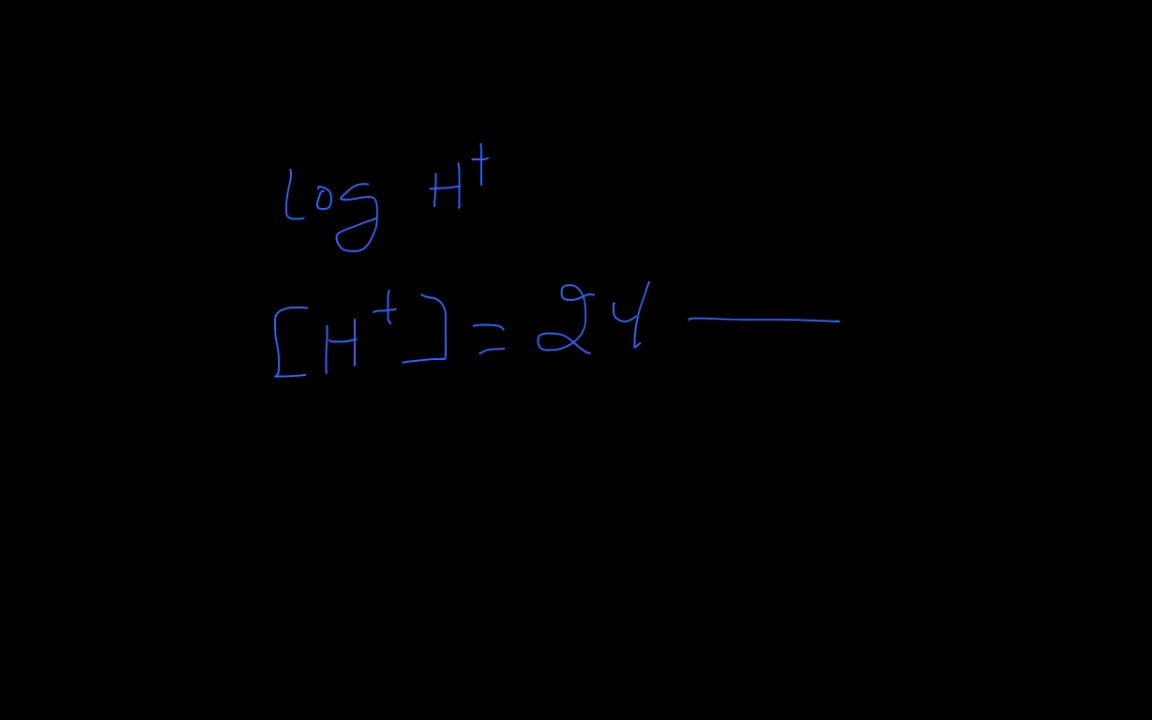 Log H⁺
[H⁺] = 24 ———